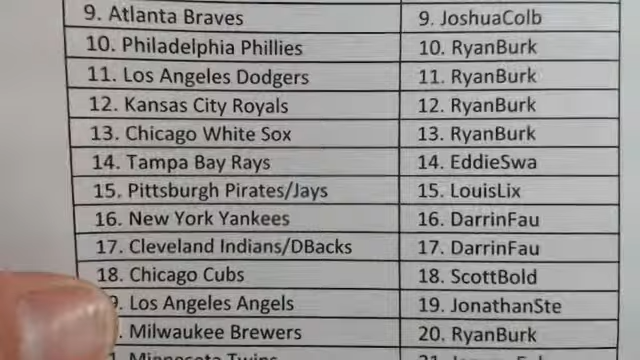 9. Atlanta Braves 9. JoshuaColb
10. Philadelphia Phillies 10. RyanBurk
11. Los Angeles Dodgers 11. RyanBurk
12. Kansas City Royals 12. RyanBurk
13. Chicago White Sox 13. RyanBurk
14. Tampa Bay Rays 14. EddieSwa
15. Pittsburgh Pirates/Jays 15. LouisLix
16. New York Yankees 16. DarrinFau
17. Cleveland Indians/DBacks 17. DarrinFau
18. Chicago Cubs 18. ScottBold
9. Los Angeles Angels 19. JonathanSte
. Milwaukee Brewers 20. RyanBurk
Minnesota Twins 21.